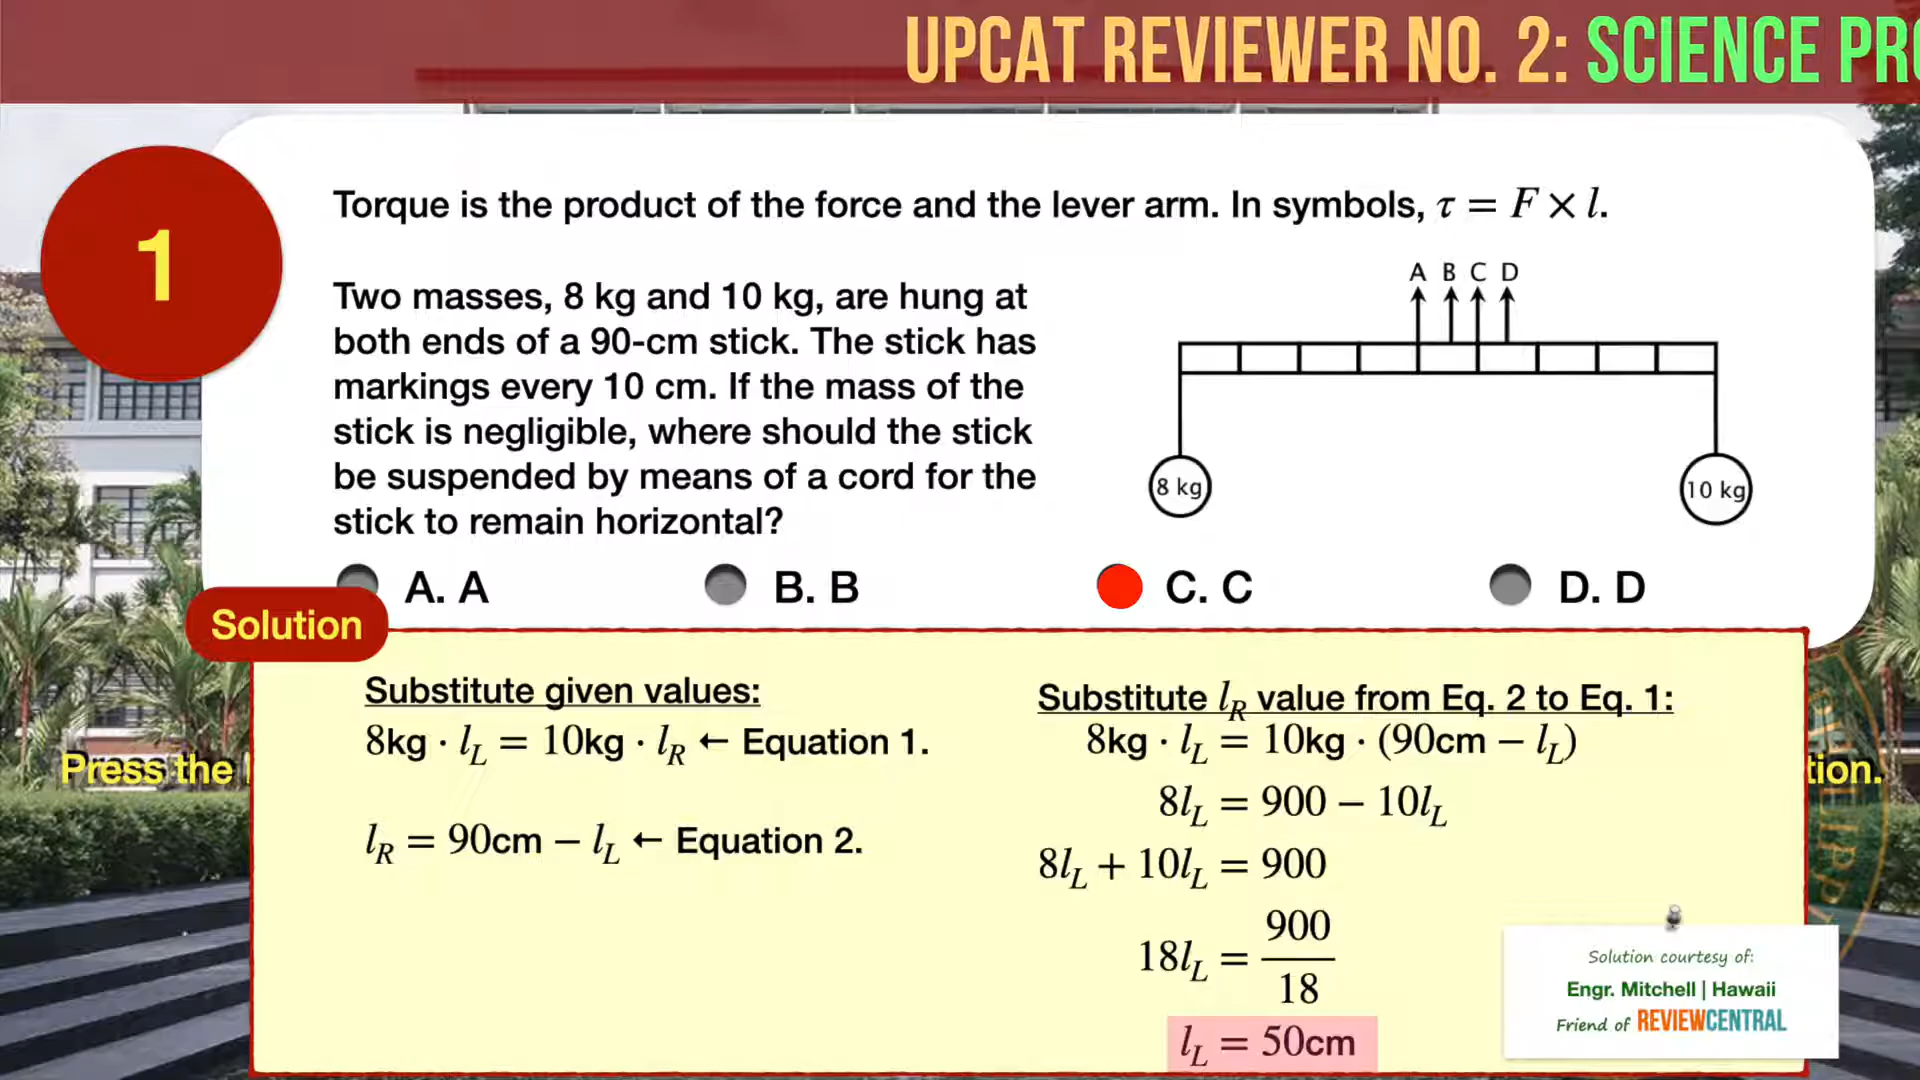 UPCAT REVIEWER NO. 2: SCIENCE PRO
1
Torque is the product of the force and the lever arm. In symbols, τ = F × l.
Two masses, 8 kg and 10 kg, are hung at
both ends of a 90-cm stick. The stick has
markings every 10 cm. If the mass of the
stick is negligible, where should the stick
be suspended by means of a cord for the
stick to remain horizontal?
A B C D
8 kg
10 kg
A. A
B. B
C. C
D. D
Solution
Substitute given values:
8kg · l_L = 10kg · l_R ← Equation 1.
l_R = 90cm − l_L ← Equation 2.
Substitute l_R value from Eq. 2 to Eq. 1:
8kg · l_L = 10kg · (90cm − l_L)
8l_L = 900 − 10l_L
8l_L + 10l_L = 900
18l_L = 900/18
l_L = 50cm
Press the
tion.
Solution courtesy of:
Engr. Mitchell | Hawaii
Friend of REVIEWCENTRAL